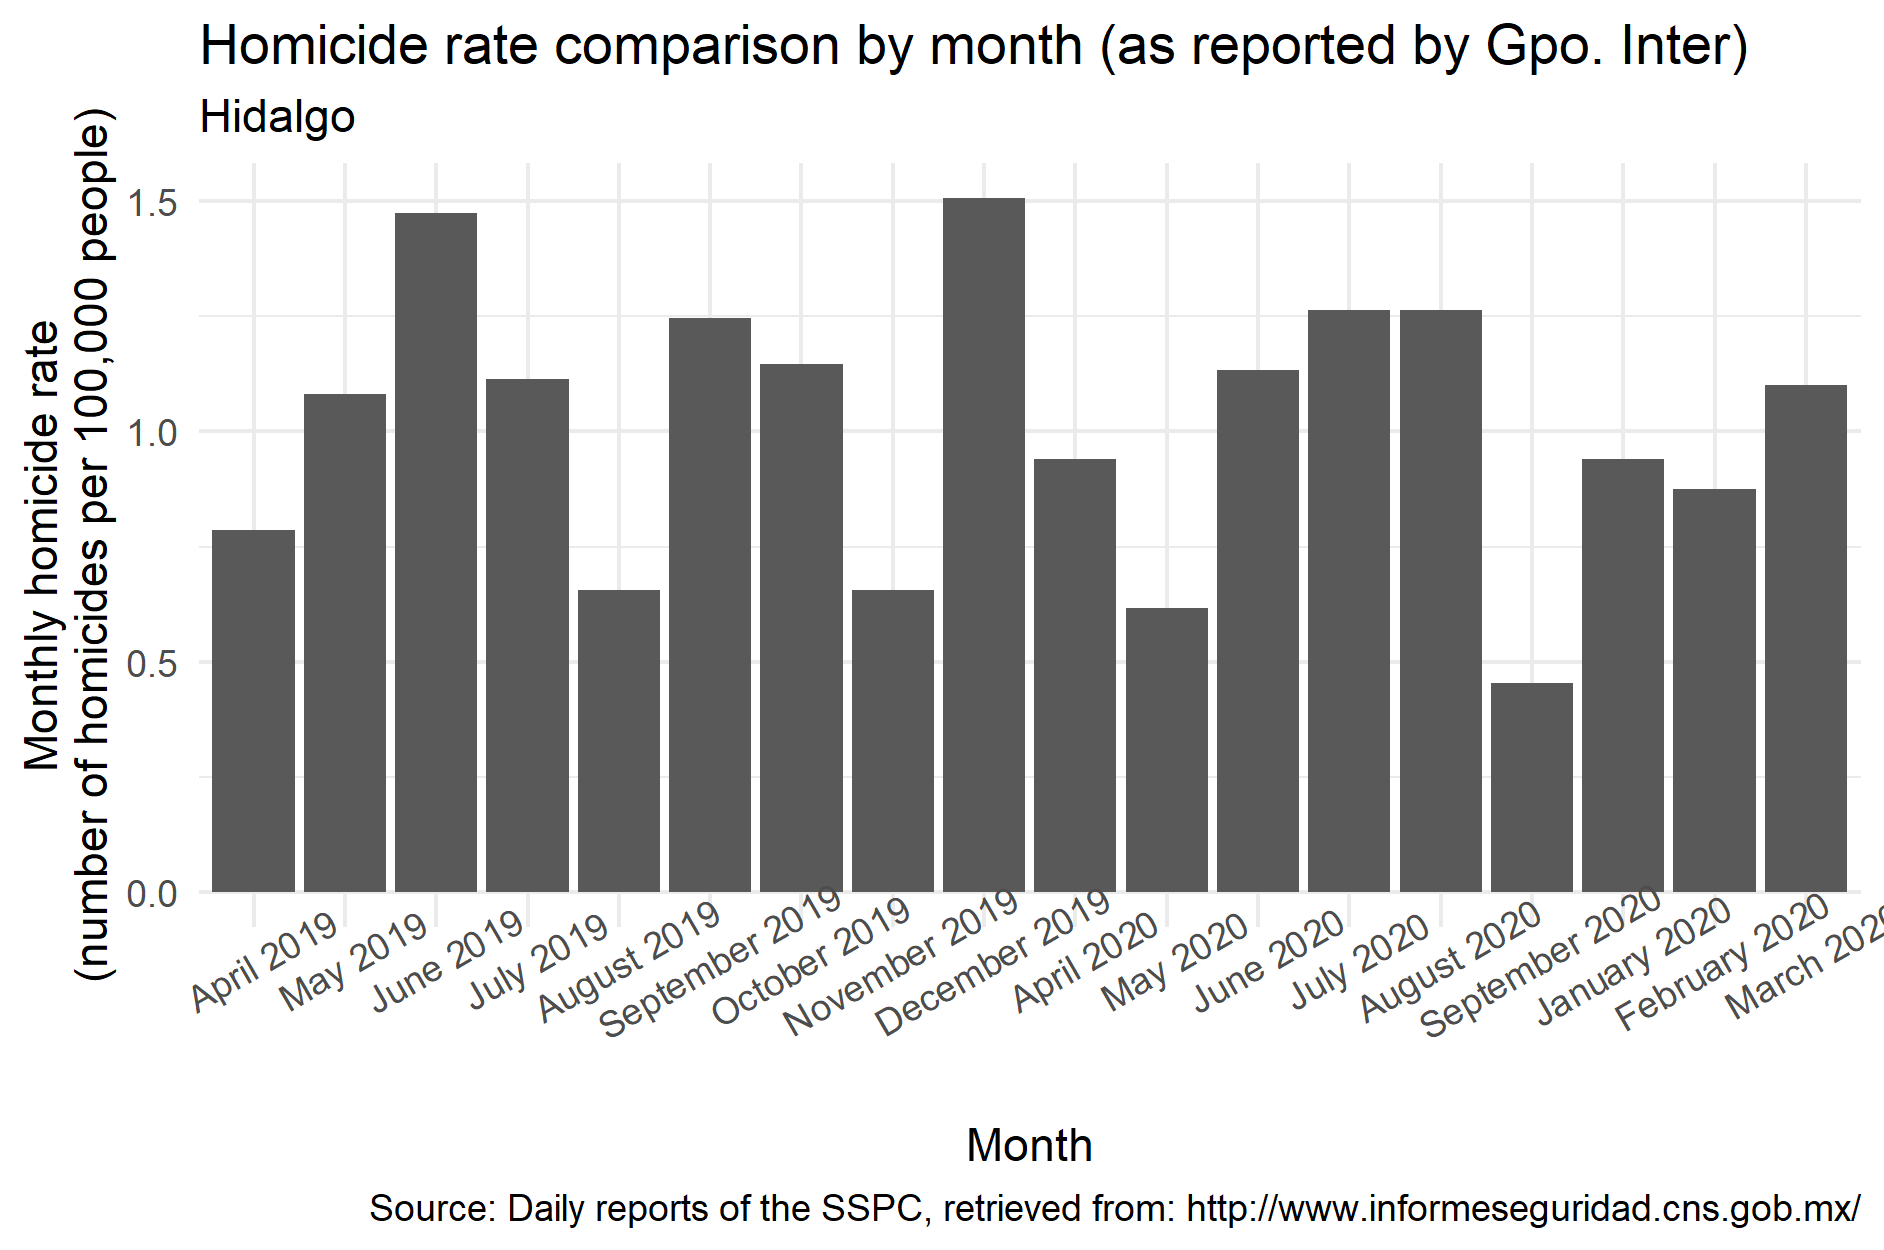 Homicide rate comparison by month (as reported by Gpo. Inter)
Hidalgo
Monthly homicide rate
(number of homicides per 100,000 people)
1.5
1.0
0.5
0.0
April 2019
May 2019
June 2019
July 2019
August 2019
September 2019
October 2019
November 2019
December 2019
April 2020
May 2020
June 2020
July 2020
August 2020
September 2020
January 2020
February 2020
March 2020
Month
Source: Daily reports of the SSPC, retrieved from: http://www.informeseguridad.cns.gob.mx/